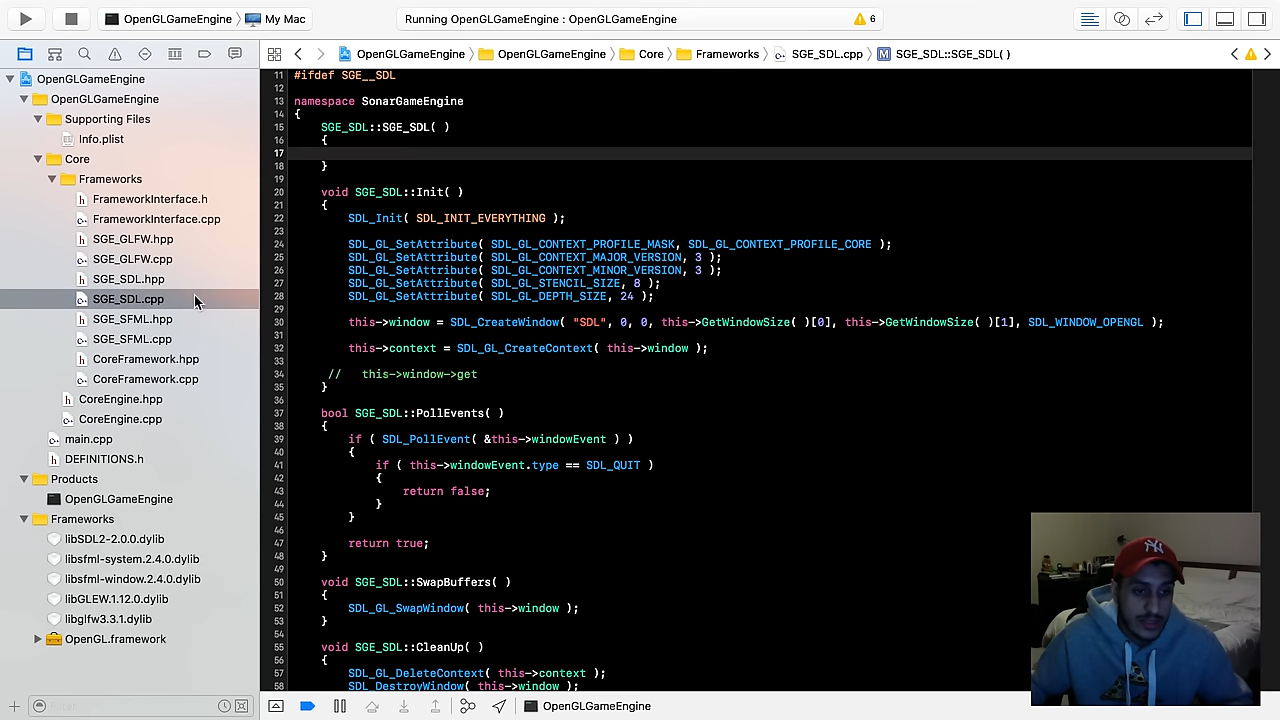 OpenGLGameEngine 〉 My Mac
Running OpenGLGameEngine : OpenGLGameEngine
6
OpenGLGameEngine 〉 OpenGLGameEngine 〉 Core 〉 Frameworks 〉 SGE_SDL.cpp 〉 M SGE_SDL::SGE_SDL( )
OpenGLGameEngine
OpenGLGameEngine
Supporting Files
Info.plist
Core
Frameworks
h FrameworkInterface.h
c+ FrameworkInterface.cpp
h SGE_GLFW.hpp
c+ SGE_GLFW.cpp
h SGE_SDL.hpp
c+ SGE_SDL.cpp
h SGE_SFML.hpp
c+ SGE_SFML.cpp
h CoreFramework.hpp
c+ CoreFramework.cpp
h CoreEngine.hpp
c+ CoreEngine.cpp
c+ main.cpp
h DEFINITIONS.h
Products
OpenGLGameEngine
Frameworks
libSDL2-2.0.0.dylib
libsfml-system.2.4.0.dylib
libsfml-window.2.4.0.dylib
libGLEW.1.12.0.dylib
libglfw3.3.1.dylib
OpenGL.framework
Filter
11 #ifdef SGE__SDL
12
13 namespace SonarGameEngine
14 {
15 SGE_SDL::SGE_SDL( )
16 {
17
18 }
19
20 void SGE_SDL::Init( )
21 {
22 SDL_Init( SDL_INIT_EVERYTHING );
23
24 SDL_GL_SetAttribute( SDL_GL_CONTEXT_PROFILE_MASK, SDL_GL_CONTEXT_PROFILE_CORE );
25 SDL_GL_SetAttribute( SDL_GL_CONTEXT_MAJOR_VERSION, 3 );
26 SDL_GL_SetAttribute( SDL_GL_CONTEXT_MINOR_VERSION, 3 );
27 SDL_GL_SetAttribute( SDL_GL_STENCIL_SIZE, 8 );
28 SDL_GL_SetAttribute( SDL_GL_DEPTH_SIZE, 24 );
29
30 this->window = SDL_CreateWindow( "SDL", 0, 0, this->GetWindowSize( )[0], this->GetWindowSize( )[1], SDL_WINDOW_OPENGL );
31
32 this->context = SDL_GL_CreateContext( this->window );
33
34 // this->window->get
35 }
36
37 bool SGE_SDL::PollEvents( )
38 {
39 if ( SDL_PollEvent( &this->windowEvent ) )
40 {
41 if ( this->windowEvent.type == SDL_QUIT )
42 {
43 return false;
44 }
45 }
46
47 return true;
48 }
49
50 void SGE_SDL::SwapBuffers( )
51 {
52 SDL_GL_SwapWindow( this->window );
53 }
54
55 void SGE_SDL::CleanUp( )
56 {
57 SDL_GL_DeleteContext( this->context );
58 SDL_DestroyWindow( this->window );
OpenGLGameEngine